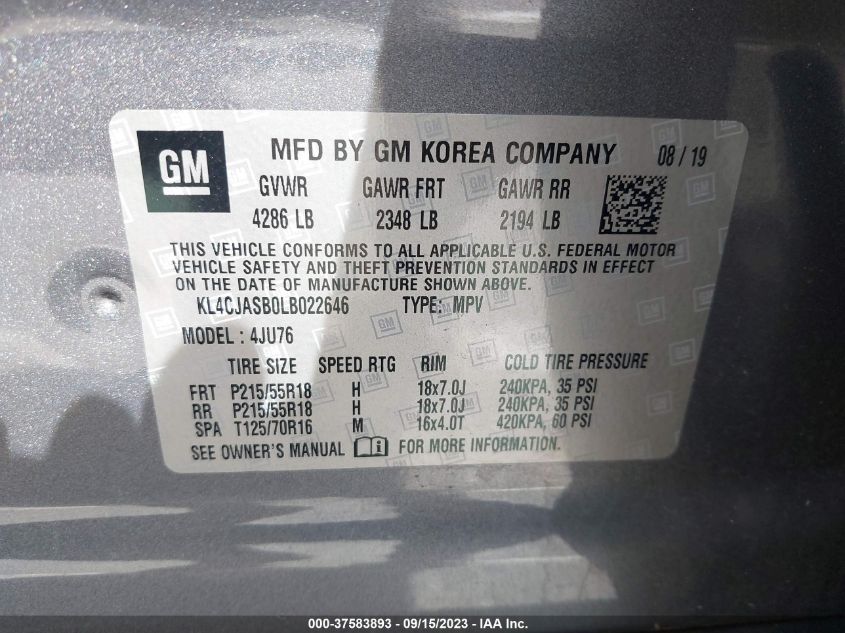 GM
MFD BY GM KOREA COMPANY 08 / 19
GVWR GAWR FRT GAWR RR
4286 LB 2348 LB 2194 LB
THIS VEHICLE CONFORMS TO ALL APPLICABLE U.S. FEDERAL MOTOR
VEHICLE SAFETY AND THEFT PREVENTION STANDARDS IN EFFECT
ON THE DATE OF MANUFACTURE SHOWN ABOVE.
KL4CJASB0LB022646 TYPE: MPV
MODEL : 4JU76
TIRE SIZE SPEED RTG RIM COLD TIRE PRESSURE
FRT P215/55R18 H 18x7.0J 240KPA, 35 PSI
RR P215/55R18 H 18x7.0J 240KPA, 35 PSI
SPA T125/70R16 M 16x4.0T 420KPA, 60 PSI
SEE OWNER'S MANUAL FOR MORE INFORMATION.
000-37583893 - 09/15/2023 - IAA Inc.